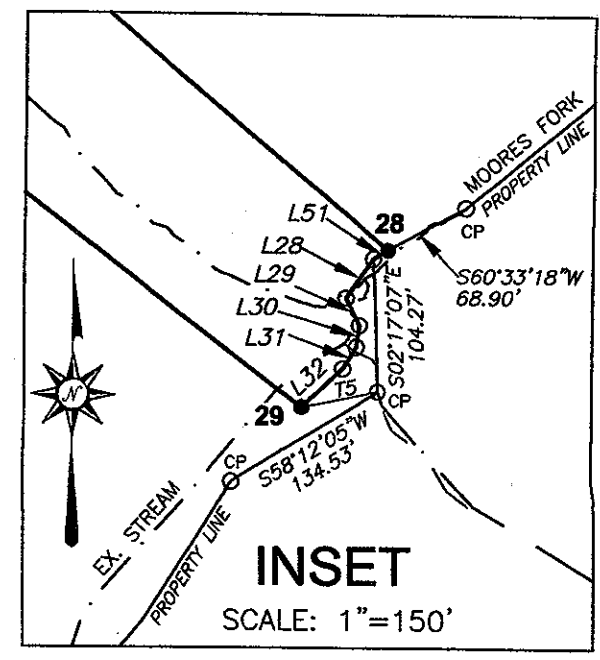 MOORES FORK
PROPERTY LINE
L51
28
CP
L28
L29
S60°33'18"W
68.90'
L30
S02°17'07"E
104.27'
L31
L32
T5
29
CP
N
CP
S58°12'05"W
134.53'
EX. STREAM
PROPERTY LINE
INSET
SCALE: 1"=150'